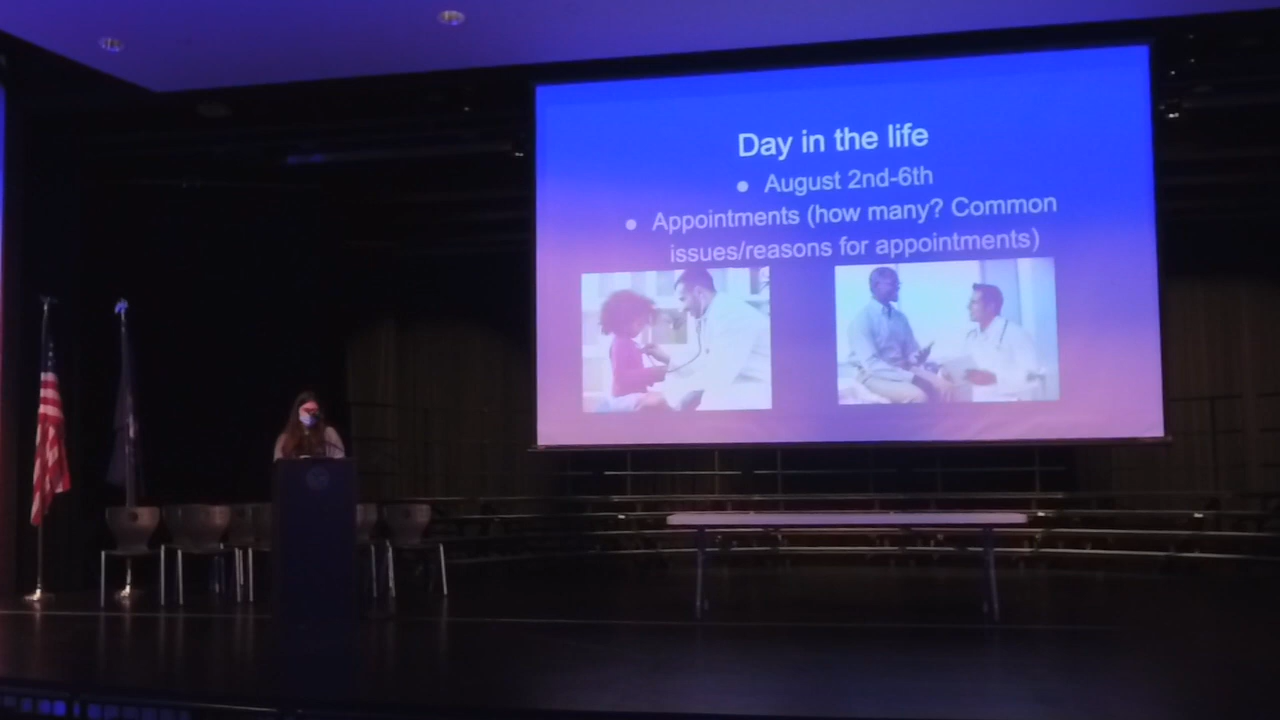 Day in the life
● August 2nd-6th
● Appointments (how many? Common
issues/reasons for appointments)